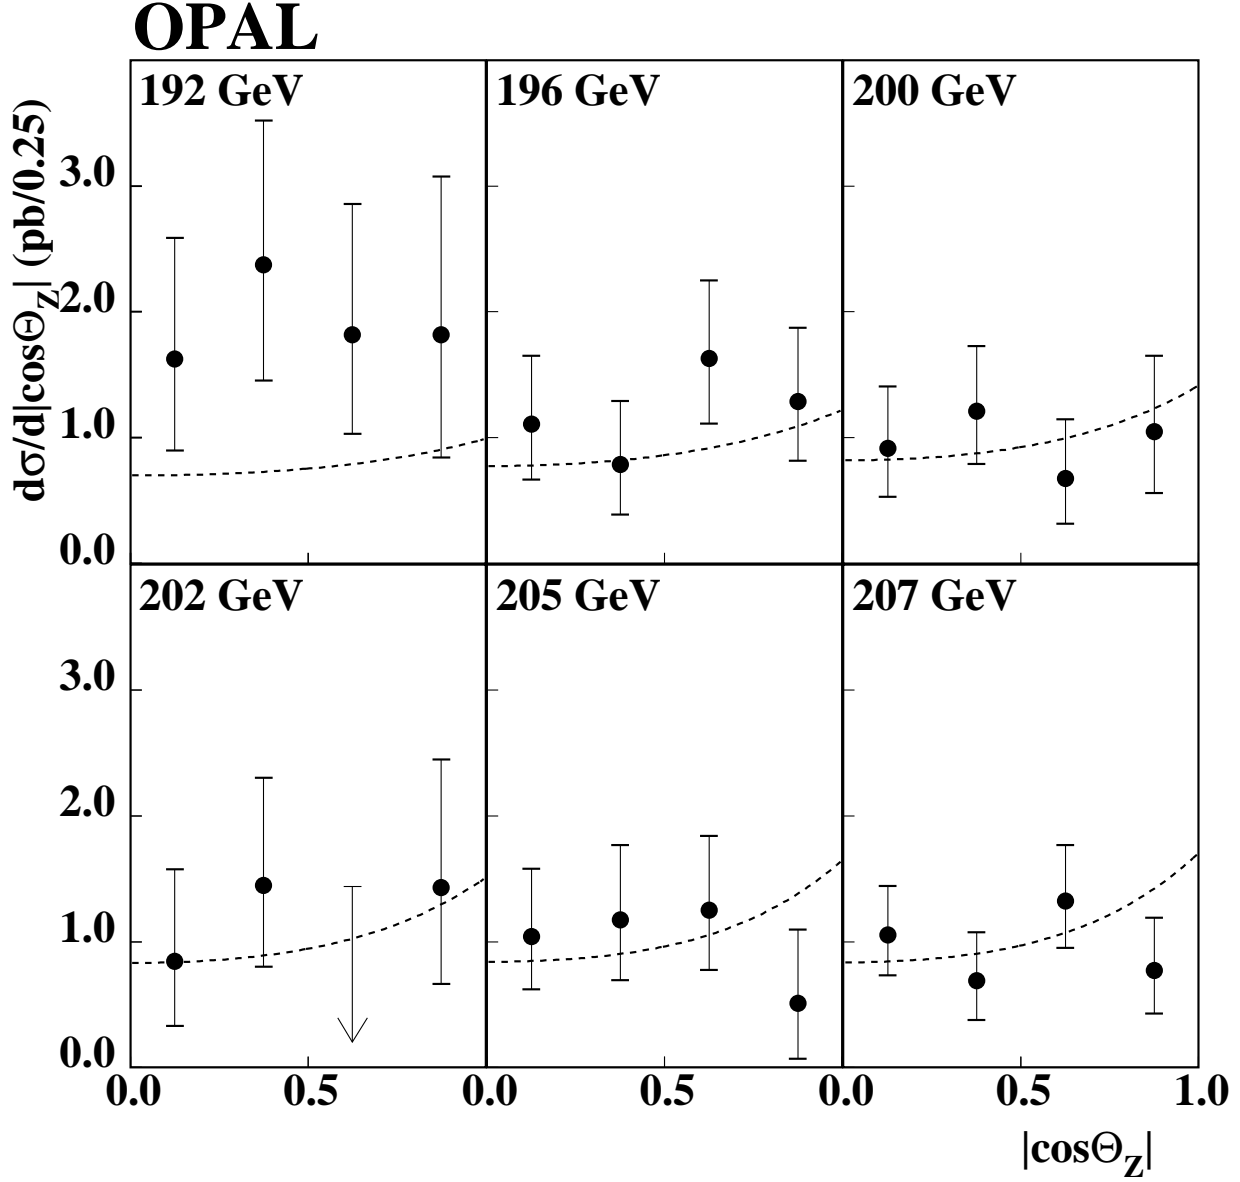 OPAL
192 GeV
196 GeV
200 GeV
dσ/d|cosΘZ| (pb/0.25)
3.0
2.0
1.0
0.0
202 GeV
205 GeV
207 GeV
3.0
2.0
1.0
0.0
0.0 0.5 0.0 0.5 0.0 0.5 1.0
|cosΘZ|